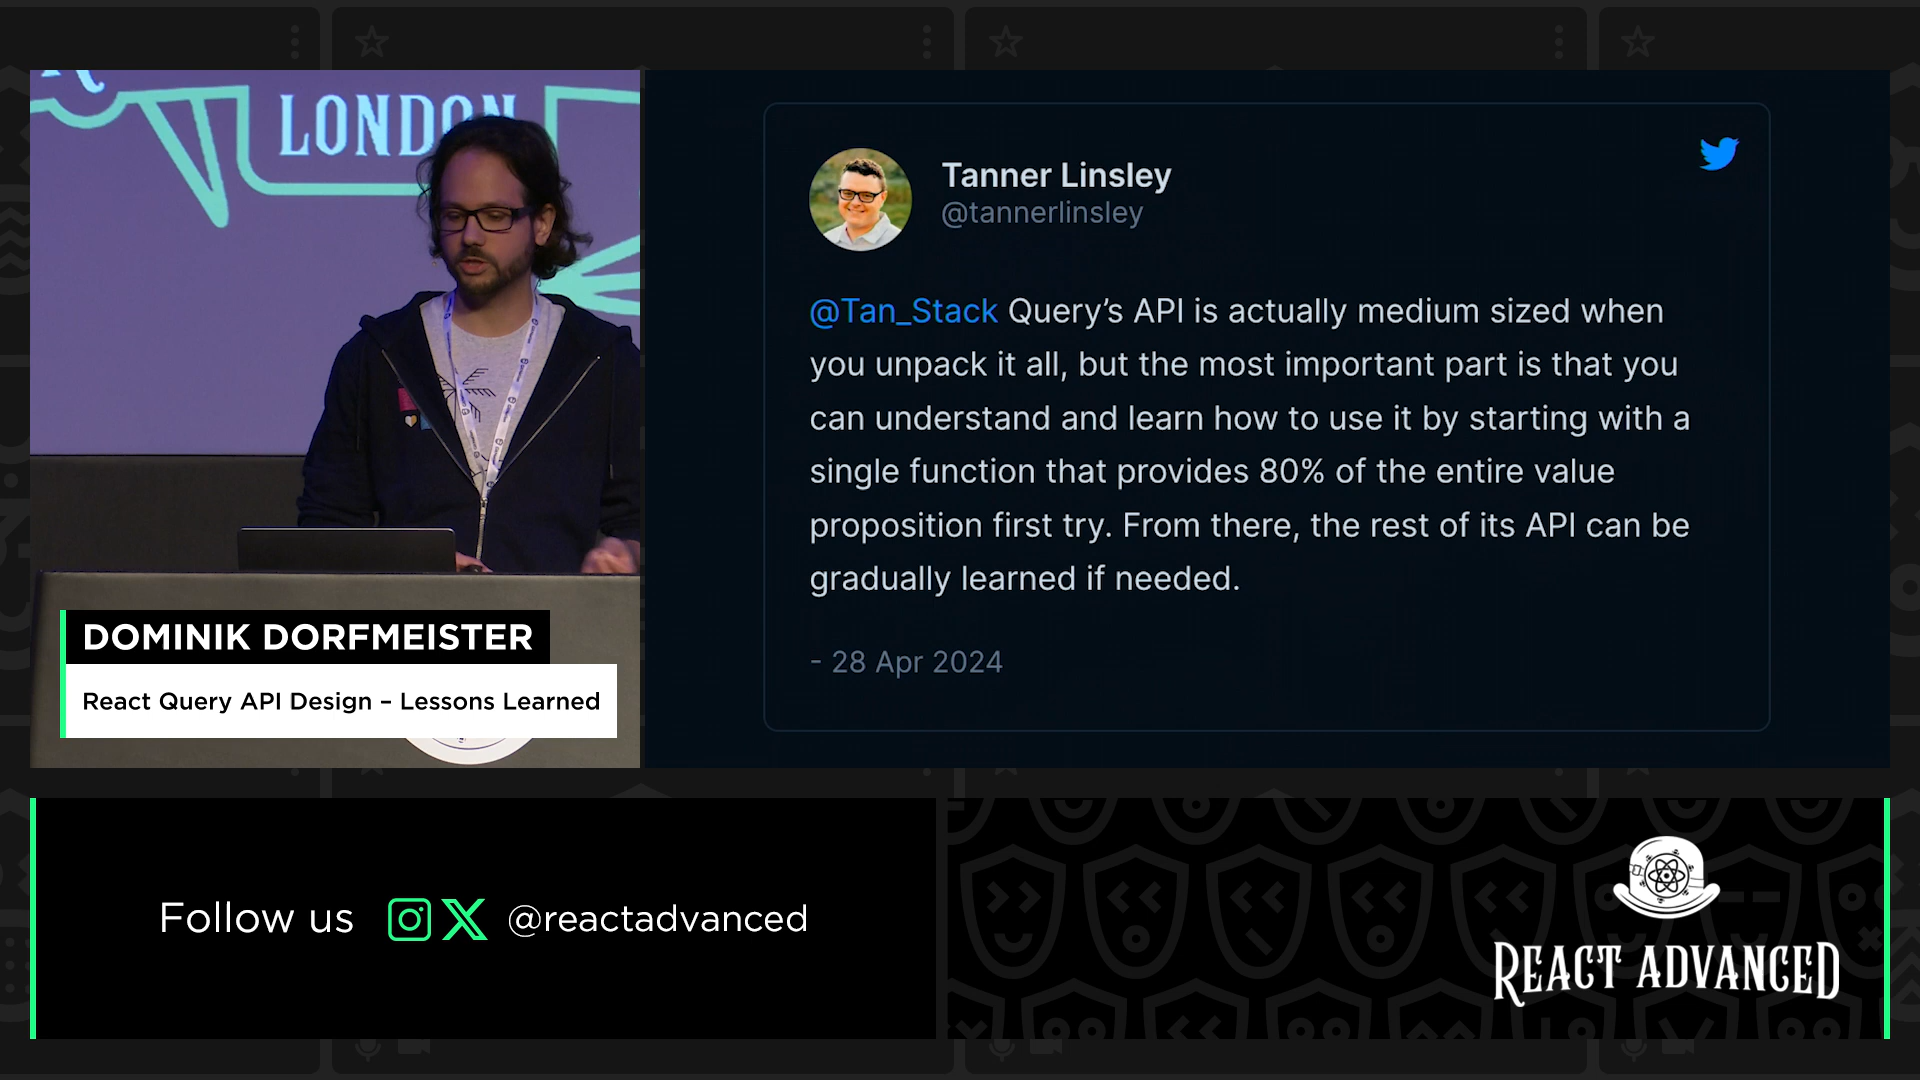 LONDON
DOMINIK DORFMEISTER
React Query API Design – Lessons Learned
Tanner Linsley
@tannerlinsley
@Tan_Stack Query’s API is actually medium sized when
you unpack it all, but the most important part is that you
can understand and learn how to use it by starting with a
single function that provides 80% of the entire value
proposition first try. From there, the rest of its API can be
gradually learned if needed.
- 28 Apr 2024
Follow us @reactadvanced
REACT ADVANCED